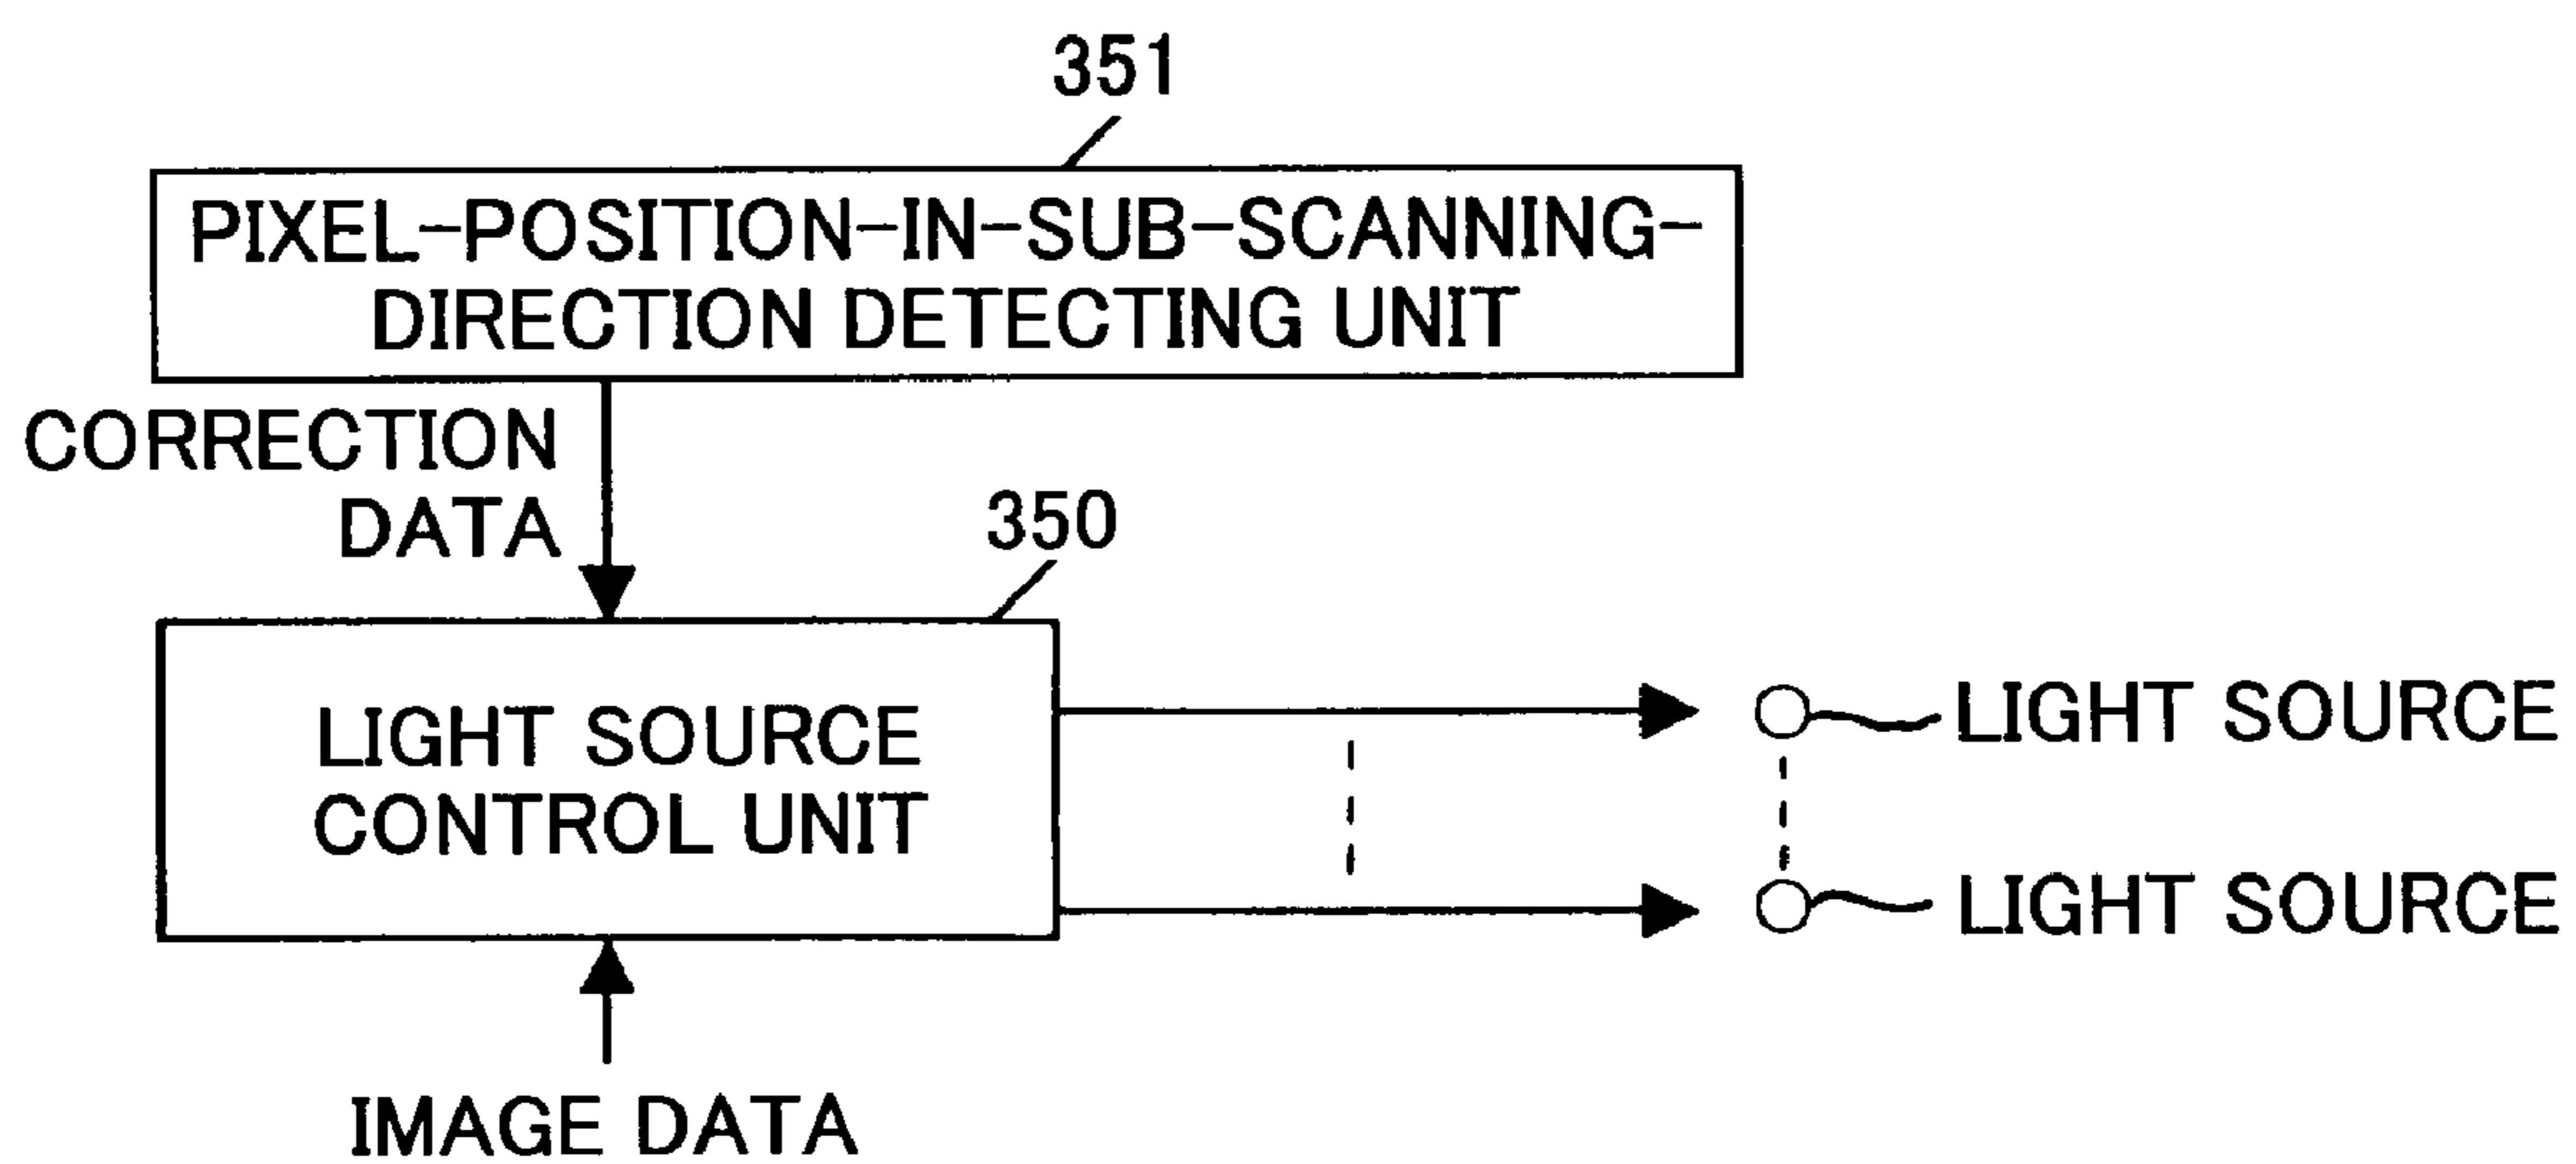 351
PIXEL-POSITION-IN-SUB-SCANNING-
DIRECTION DETECTING UNIT
CORRECTION
DATA
350
LIGHT SOURCE
CONTROL UNIT
LIGHT SOURCE
LIGHT SOURCE
IMAGE DATA